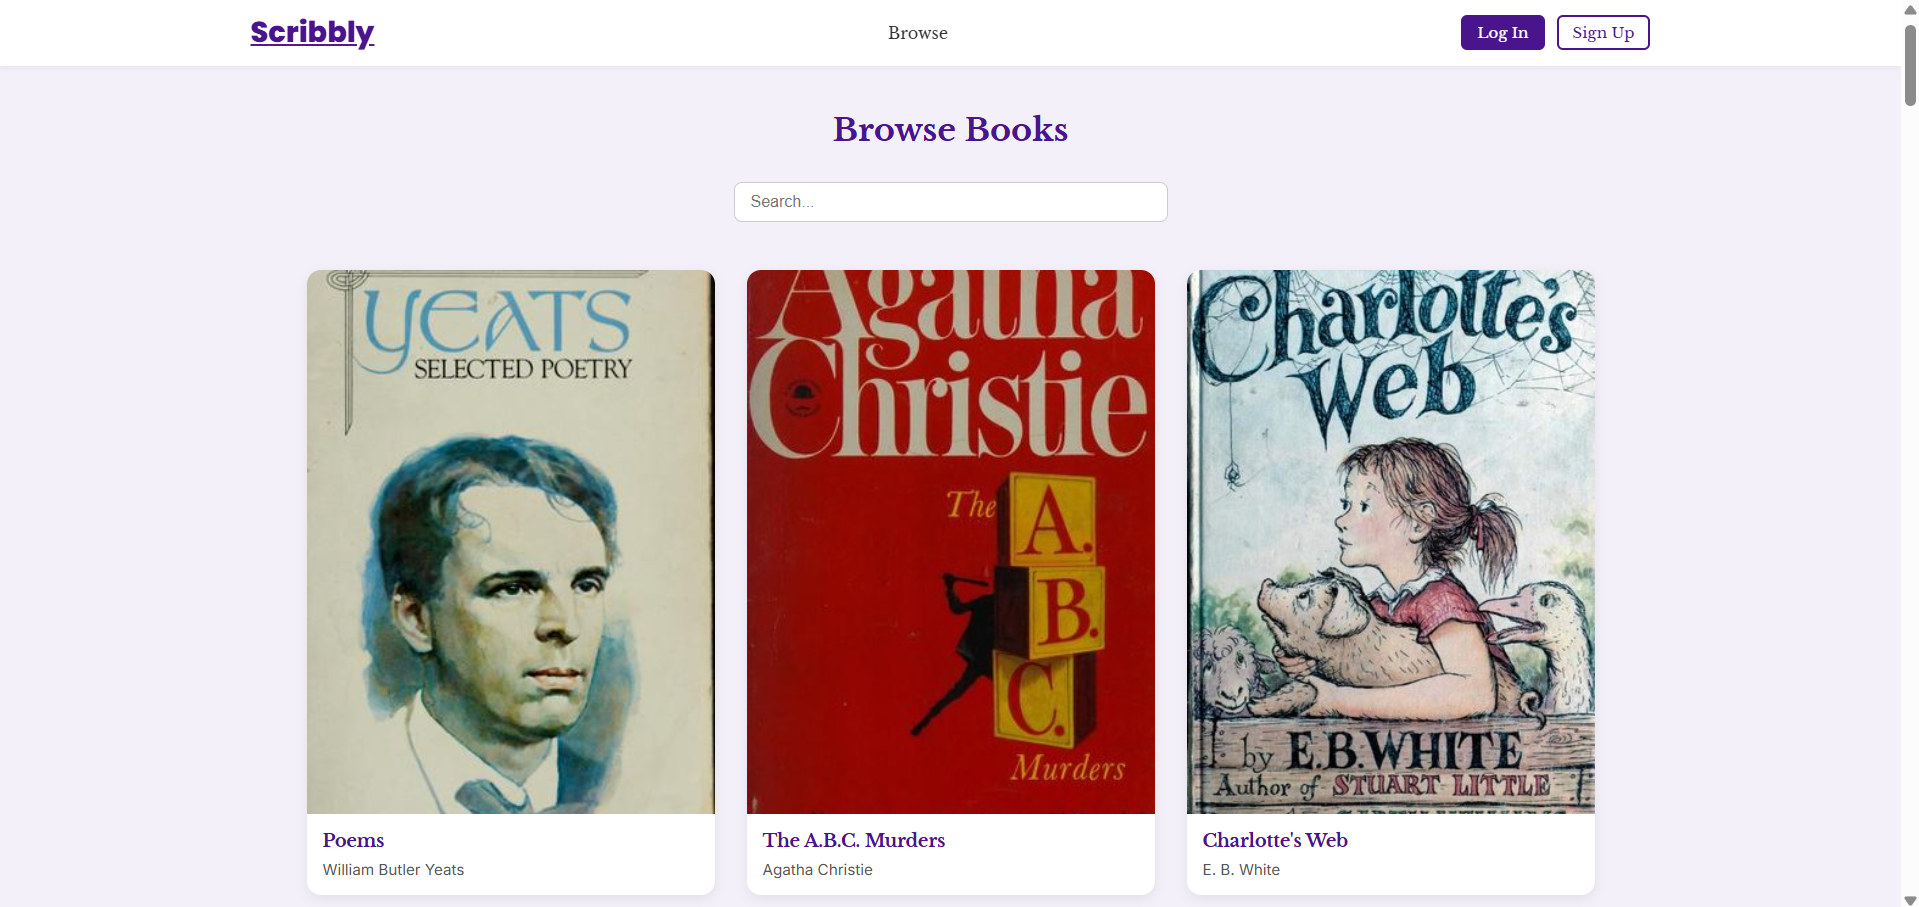 Scribbly
Browse
Log In
Sign Up
Browse Books
Search...
YEATS
SELECTED POETRY
Agatha
Christie
The
A.
B.
C.
Murders
Charlotte's
Web
by E.B.WHITE
Author of STUART LITTLE
Poems
William Butler Yeats
The A.B.C. Murders
Agatha Christie
Charlotte's Web
E. B. White